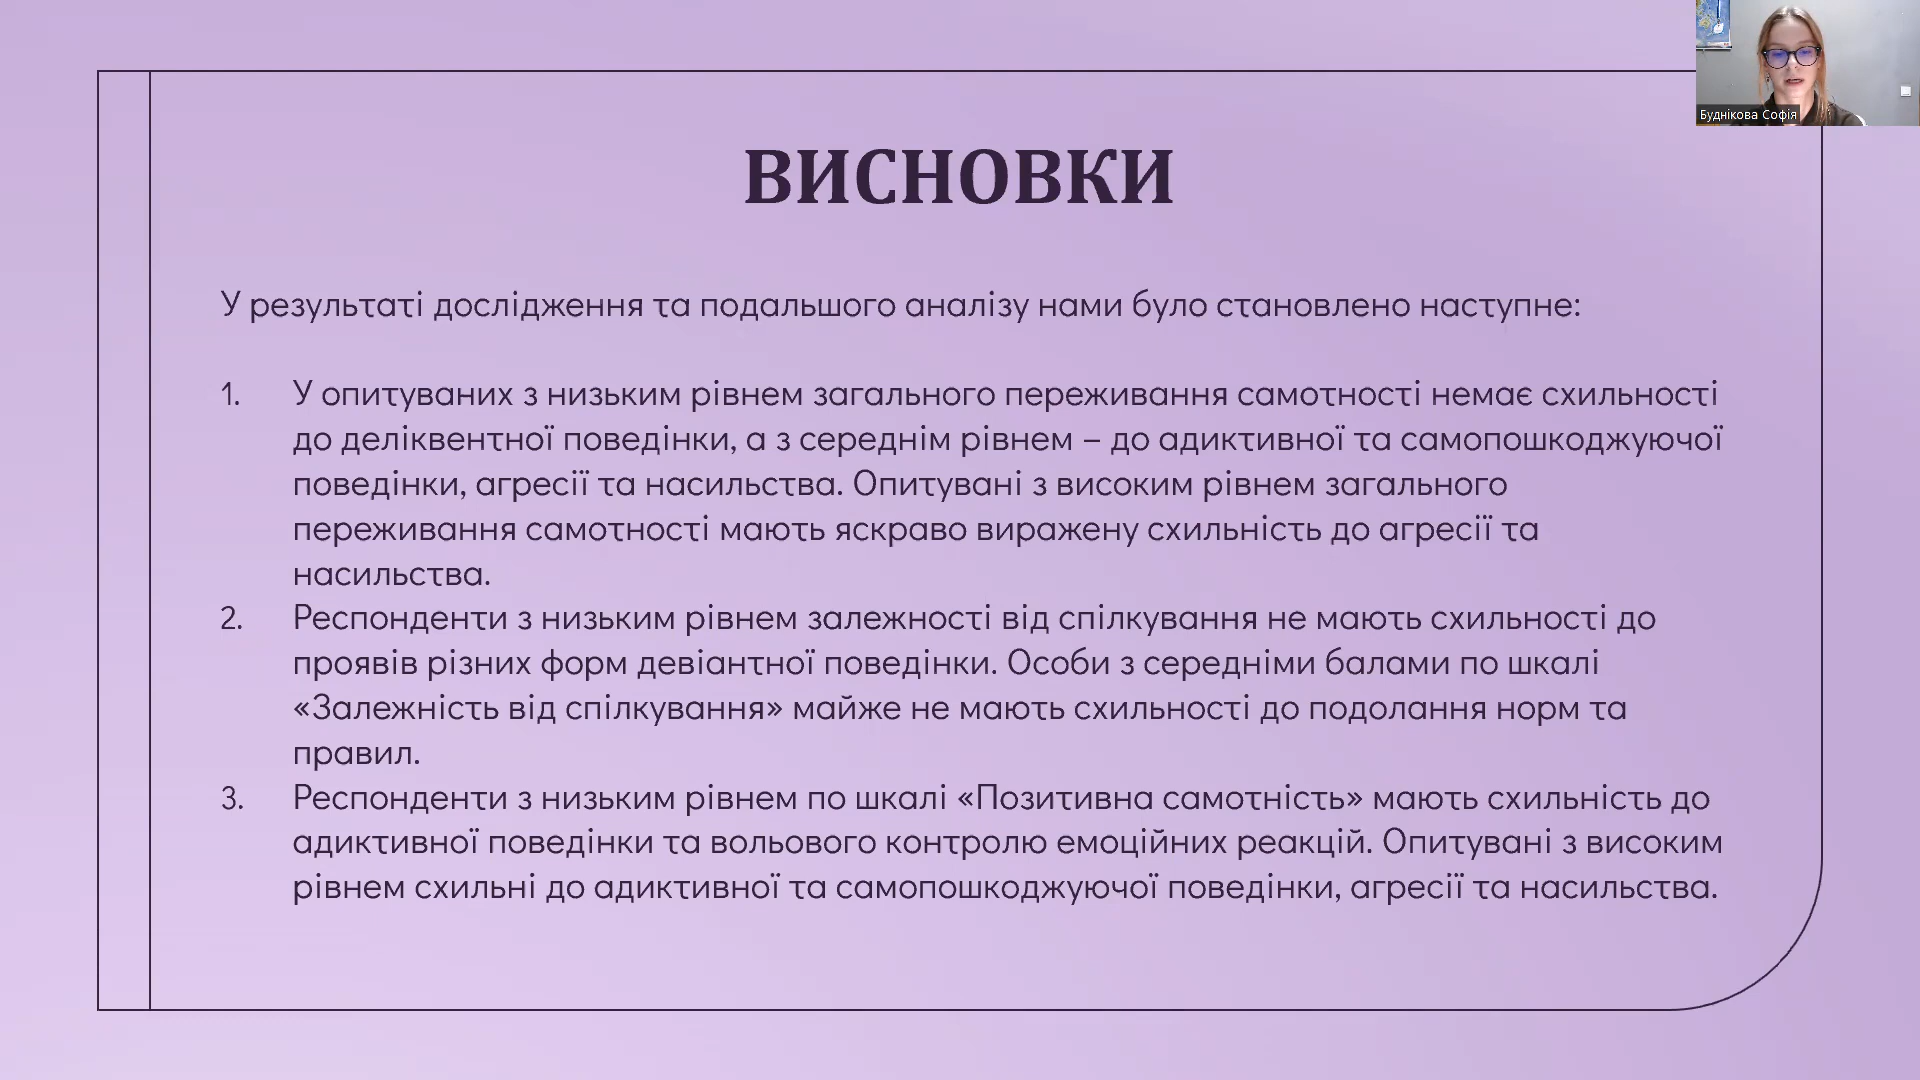 Буднікова Софія
ВИСНОВКИ
У результаті дослідження та подальшого аналізу нами було становлено наступне:
1. У опитуваних з низьким рівнем загального переживання самотності немає схильності
до деліквентної поведінки, а з середнім рівнем – до адиктивної та самопошкоджуючої
поведінки, агресії та насильства. Опитувані з високим рівнем загального
переживання самотності мають яскраво виражену схильність до агресії та
насильства.
2. Респонденти з низьким рівнем залежності від спілкування не мають схильності до
проявів різних форм девіантної поведінки. Особи з середніми балами по шкалі
«Залежність від спілкування» майже не мають схильності до подолання норм та
правил.
3. Респонденти з низьким рівнем по шкалі «Позитивна самотність» мають схильність до
адиктивної поведінки та вольового контролю емоційних реакцій. Опитувані з високим
рівнем схильні до адиктивної та самопошкоджуючої поведінки, агресії та насильства.